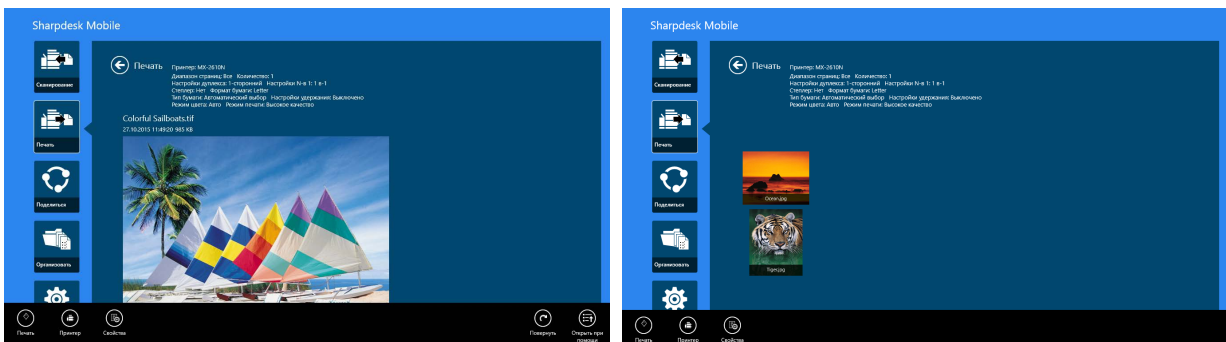 Sharpdesk Mobile
Сканирование
Печать
Поделиться
Организовать
Печать
Принтер: MX-2610N
Диапазон страниц: Все Количество: 1
Настройки дуплекса: 1-сторонний Настройки N-в 1: 1 в-1
Степлер: Нет Формат бумаги: Letter
Тип бумаги: Автоматический выбор Настройки удержания: Выключено
Режим цвета: Авто Режим печати: Высокое качество
Colorful Sailboats.tif
27.10.2015 11:49:20 985 KB
Печать
Принтер
Свойства
Повернуть
Открыть при
помощи
Sharpdesk Mobile
Сканирование
Печать
Поделиться
Организовать
Печать
Принтер: MX-2610N
Диапазон страниц: Все Количество: 1
Настройки дуплекса: 1-сторонний Настройки N-в 1: 1 в-1
Степлер: Нет Формат бумаги: Letter
Тип бумаги: Автоматический выбор Настройки удержания: Выключено
Режим цвета: Авто Режим печати: Высокое качество
Ocean.jpg
Tiger.jpg
Печать
Принтер
Свойства